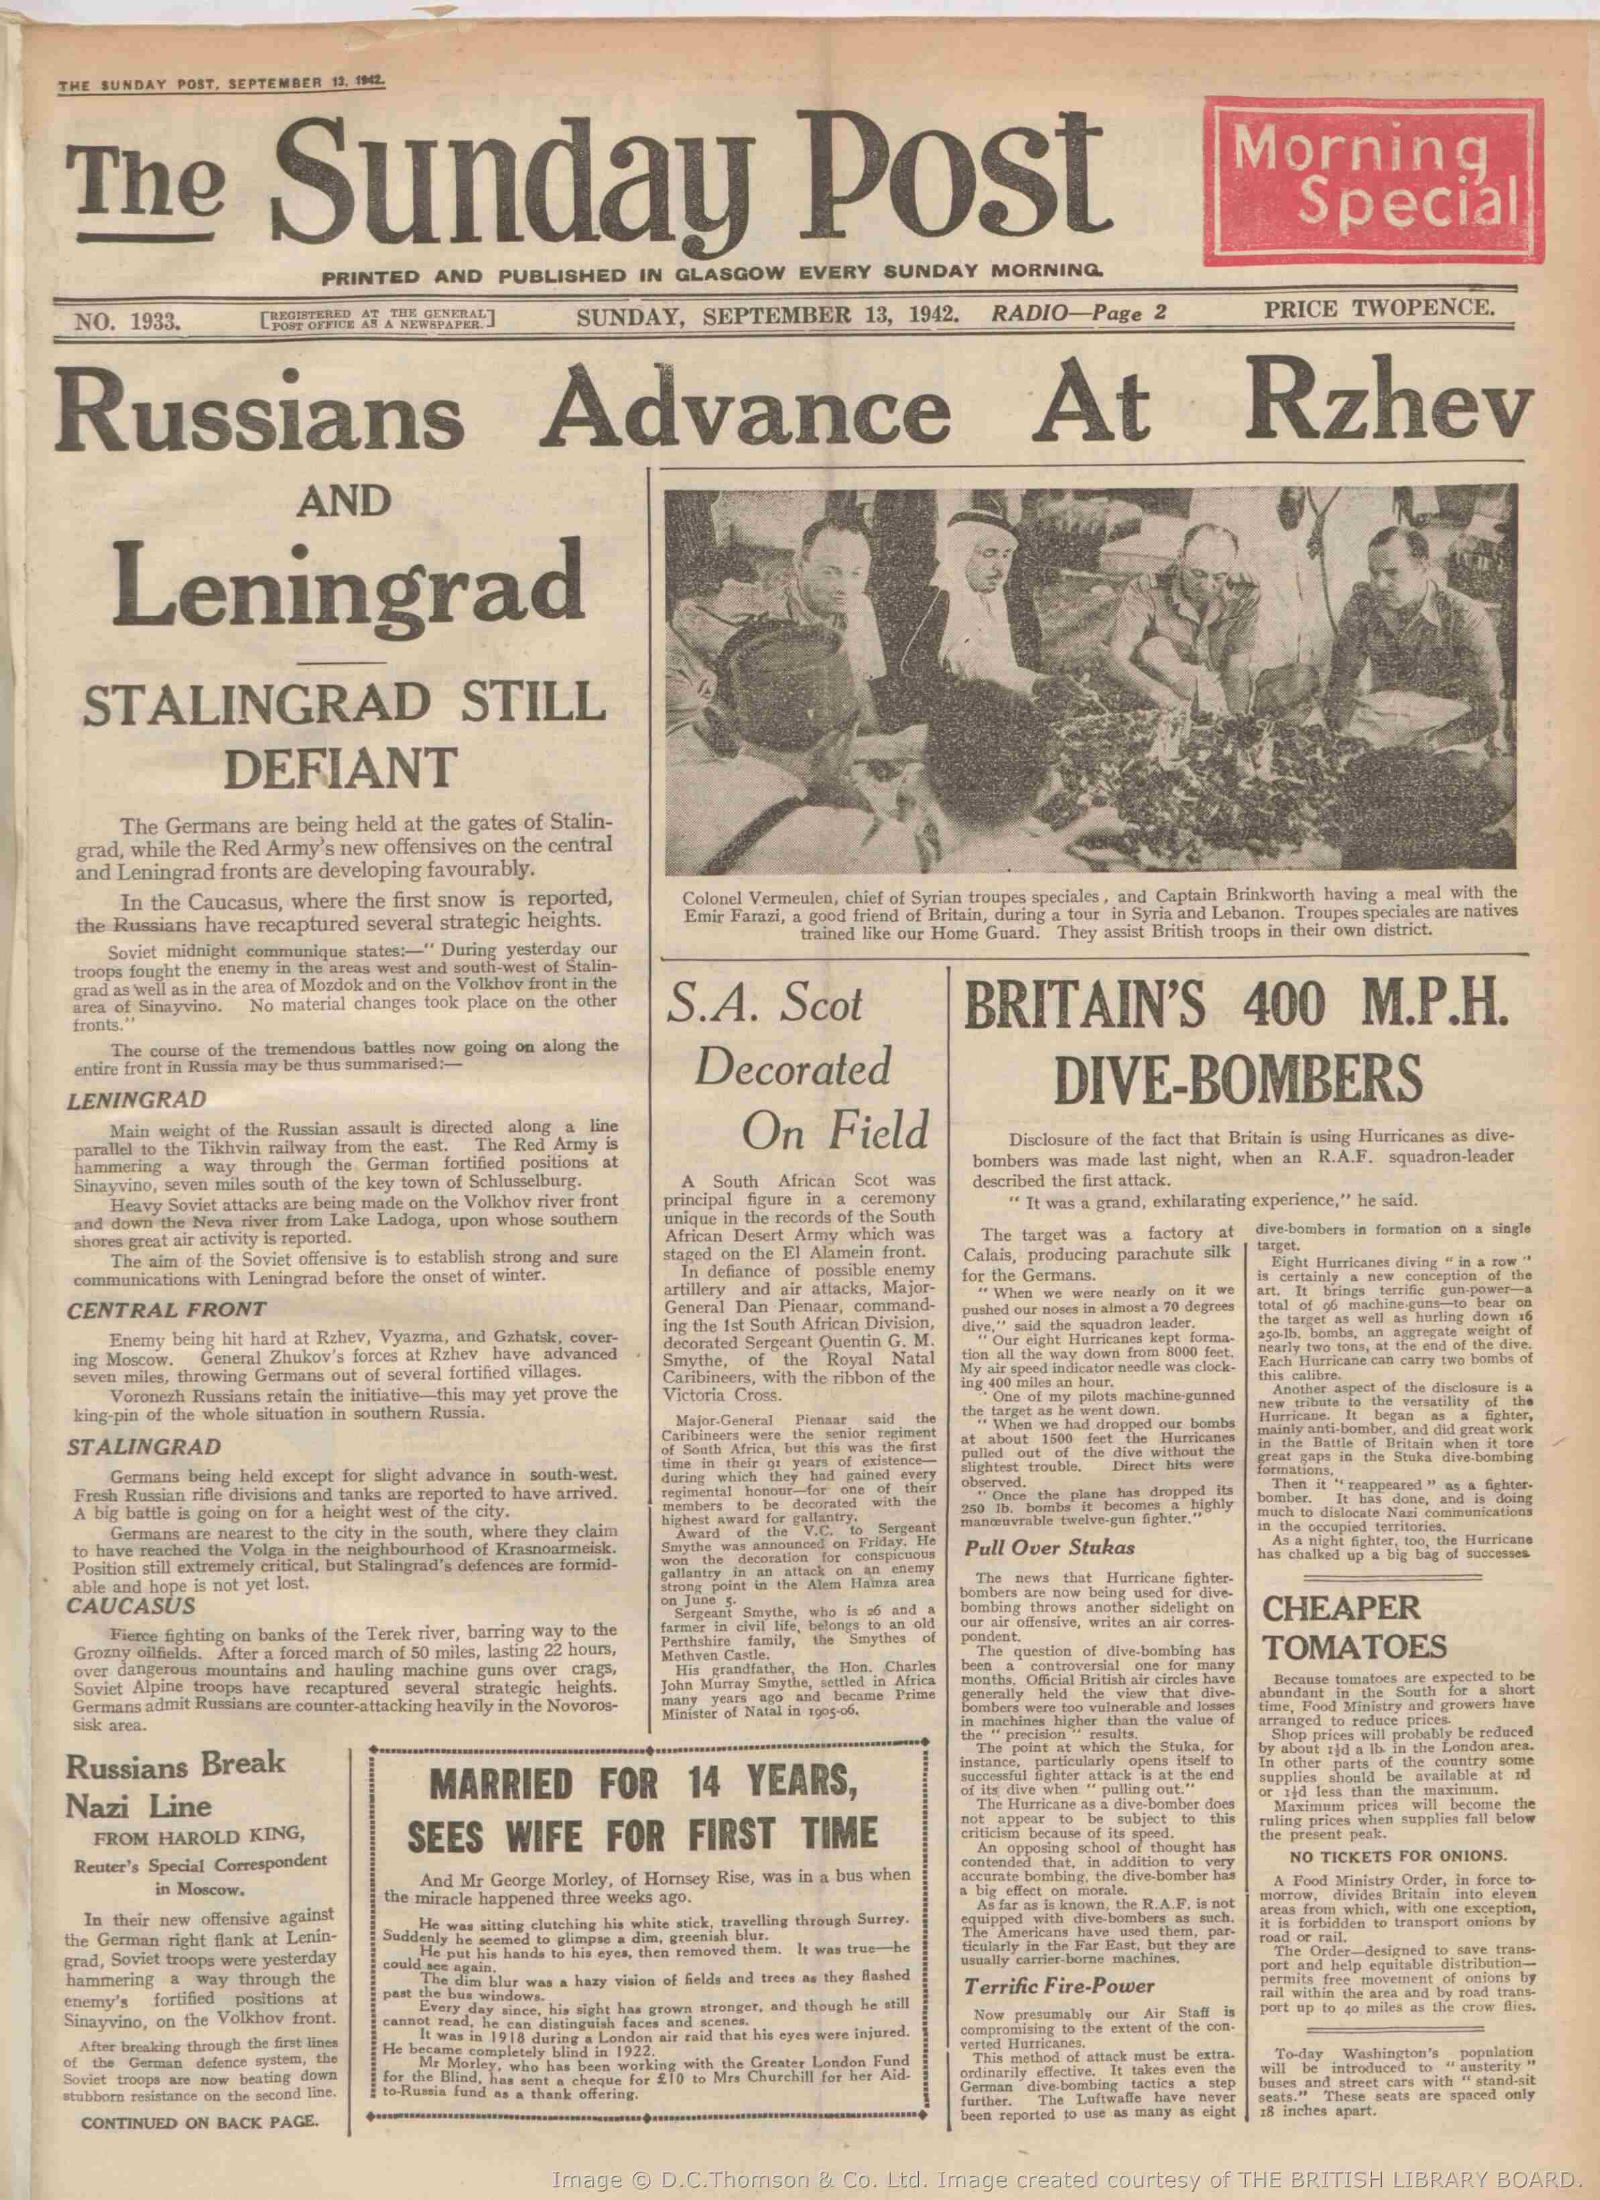 THE SUNDAY POST, SEPTEMBER 13, 1942.
The Sunday Post
Morning
Special
PRINTED AND PUBLISHED IN GLASGOW EVERY SUNDAY MORNING.
NO. 1933.
[REGISTERED AT THE GENERAL
POST OFFICE AS A NEWSPAPER.]
SUNDAY, SEPTEMBER 13, 1942.
RADIO—Page 2
PRICE TWOPENCE.
Russians Advance At Rzhev
AND
Leningrad
STALINGRAD STILL
DEFIANT
The Germans are being held at the gates of Stalin-
grad, while the Red Army's new offensives on the central
and Leningrad fronts are developing favourably.
In the Caucasus, where the first snow is reported,
the Russians have recaptured several strategic heights.
Soviet midnight communique states:—" During yesterday our
troops fought the enemy in the areas west and south-west of Stalin-
grad as well as in the area of Mozdok and on the Volkhov front in the
area of Sinayvino. No material changes took place on the other
fronts."
The course of the tremendous battles now going on along the
entire front in Russia may be thus summarised:—
LENINGRAD
Main weight of the Russian assault is directed along a line
parallel to the Tikhvin railway from the east. The Red Army is
hammering a way through the German fortified positions at
Sinayvino, seven miles south of the key town of Schlusselburg.
Heavy Soviet attacks are being made on the Volkhov river front
and down the Neva river from Lake Ladoga, upon whose southern
shores great air activity is reported.
The aim of the Soviet offensive is to establish strong and sure
communications with Leningrad before the onset of winter.
CENTRAL FRONT
Enemy being hit hard at Rzhev, Vyazma, and Gzhatsk, cover-
ing Moscow. General Zhukov's forces at Rzhev have advanced
seven miles, throwing Germans out of several fortified villages.
Voronezh Russians retain the initiative—this may yet prove the
king-pin of the whole situation in southern Russia.
STALINGRAD
Germans being held except for slight advance in south-west.
Fresh Russian rifle divisions and tanks are reported to have arrived.
A big battle is going on for a height west of the city.
Germans are nearest to the city in the south, where they claim
to have reached the Volga in the neighbourhood of Krasnoarmeisk.
Position still extremely critical, but Stalingrad's defences are formid-
able and hope is not yet lost.
CAUCASUS
Fierce fighting on banks of the Terek river, barring way to the
Grozny oilfields. After a forced march of 50 miles, lasting 22 hours,
over dangerous mountains and hauling machine guns over crags,
Soviet Alpine troops have recaptured several strategic heights.
Germans admit Russians are counter-attacking heavily in the Novoros-
sisk area.
Russians Break
Nazi Line
FROM HAROLD KING,
Reuter's Special Correspondent
in Moscow.
In their new offensive against
the German right flank at Lenin-
grad, Soviet troops were yesterday
hammering a way through the
enemy's fortified positions at
Sinayvino, on the Volkhov front.
After breaking through the first lines
of the German defence system, the
Soviet troops are now beating down
stubborn resistance on the second line.
CONTINUED ON BACK PAGE.
Colonel Vermeulen, chief of Syrian troupes speciales, and Captain Brinkworth having a meal with the
Emir Farazi, a good friend of Britain, during a tour in Syria and Lebanon. Troupes speciales are natives
trained like our Home Guard. They assist British troops in their own district.
S.A. Scot
Decorated
On Field
A South African Scot was
principal figure in a ceremony
unique in the records of the South
African Desert Army which was
staged on the El Alamein front.
In defiance of possible enemy
artillery and air attacks, Major-
General Dan Pienaar, command-
ing the 1st South African Division,
decorated Sergeant Quentin G. M.
Smythe, of the Royal Natal
Caribineers, with the ribbon of the
Victoria Cross.
Major-General Pienaar said the
Caribineers were the senior regiment
of South Africa, but this was the first
time in their 91 years of existence—
during which they had gained every
regimental honour—for one of their
members to be decorated with the
highest award for gallantry.
Award of the V.C. to Sergeant
Smythe was announced on Friday. He
won the decoration for conspicuous
gallantry in an attack on an enemy
strong point in the Alem Hamza area
on June 5.
Sergeant Smythe, who is 26 and a
farmer in civil life, belongs to an old
Perthshire family, the Smythes of
Methven Castle.
His grandfather, the Hon. Charles
John Murray Smythe, settled in Africa
many years ago and became Prime
Minister of Natal in 1905-06.
MARRIED FOR 14 YEARS,
SEES WIFE FOR FIRST TIME
And Mr George Morley, of Hornsey Rise, was in a bus when
the miracle happened three weeks ago.
He was sitting clutching his white stick, travelling through Surrey.
Suddenly he seemed to glimpse a dim, greenish blur.
He put his hands to his eyes, then removed them. It was true—he
could see again.
The dim blur was a hazy vision of fields and trees as they flashed
past the bus windows.
Every day since, his sight has grown stronger, and though he still
cannot read, he can distinguish faces and scenes.
It was in 1918 during a London air raid that his eyes were injured.
He became completely blind in 1922.
Mr Morley, who has been working with the Greater London Fund
for the Blind, has sent a cheque for £10 to Mrs Churchill for her Aid-
to-Russia fund as a thank offering.
BRITAIN'S 400 M.P.H.
DIVE-BOMBERS
Disclosure of the fact that Britain is using Hurricanes as dive-
bombers was made last night, when an R.A.F. squadron-leader
described the first attack.
" It was a grand, exhilarating experience," he said.
The target was a factory at
Calais, producing parachute silk
for the Germans.
" When we were nearly on it we
pushed our noses in almost a 70 degrees
dive," said the squadron leader.
" Our eight Hurricanes kept forma-
tion all the way down from 8000 feet.
My air speed indicator needle was clock-
ing 400 miles an hour.
" One of my pilots machine-gunned
the target as he went down.
" When we had dropped our bombs
at about 1500 feet the Hurricanes
pulled out of the dive without the
slightest trouble. Direct hits were
observed.
" Once the plane has dropped its
250 lb. bombs it becomes a highly
manœuvrable twelve-gun fighter."
Pull Over Stukas
The news that Hurricane fighter-
bombers are now being used for dive-
bombing throws another sidelight on
our air offensive, writes an air corres-
pondent.
The question of dive-bombing has
been a controversial one for many
months. Official British air circles have
generally held the view that dive-
bombers were too vulnerable and losses
in machines higher than the value of
the " precision " results.
The point at which the Stuka, for
instance, particularly opens itself to
successful fighter attack is at the end
of its dive when " pulling out."
The Hurricane as a dive-bomber does
not appear to be subject to this
criticism because of its speed.
An opposing school of thought has
contended that, in addition to very
accurate bombing, the dive-bomber has
a big effect on morale.
As far as is known, the R.A.F. is not
equipped with dive-bombers as such.
The Americans have used them, par-
ticularly in the Far East, but they are
usually carrier-borne machines.
Terrific Fire-Power
Now presumably our Air Staff is
compromising to the extent of the con-
verted Hurricanes.
This method of attack must be extra-
ordinarily effective. It takes even the
German dive-bombing tactics a step
further. The Luftwaffe have never
been reported to use as many as eight
dive-bombers in formation on a single
target.
Eight Hurricanes diving " in a row "
is certainly a new conception of the
art. It brings terrific gun-power—a
total of 96 machine-guns—to bear on
the target as well as hurling down 16
250-lb. bombs, an aggregate weight of
nearly two tons, at the end of the dive.
Each Hurricane can carry two bombs of
this calibre.
Another aspect of the disclosure is a
new tribute to the versatility of the
Hurricane. It began as a fighter,
mainly anti-bomber, and did great work
in the Battle of Britain when it tore
great gaps in the Stuka dive-bombing
formations.
Then it " reappeared " as a fighter-
bomber. It has done, and is doing
much to dislocate Nazi communications
in the occupied territories.
As a night fighter, too, the Hurricane
has chalked up a big bag of successes.
CHEAPER
TOMATOES
Because tomatoes are expected to be
abundant in the South for a short
time, Food Ministry and growers have
arranged to reduce prices.
Shop prices will probably be reduced
by about 1½d a lb. in the London area.
In other parts of the country some
supplies should be available at 1d
or 1½d less than the maximum.
Maximum prices will become the
ruling prices when supplies fall below
the present peak.
NO TICKETS FOR ONIONS.
A Food Ministry Order, in force to-
morrow, divides Britain into eleven
areas from which, with one exception,
it is forbidden to transport onions by
road or rail.
The Order—designed to save trans-
port and help equitable distribution—
permits free movement of onions by
rail within the area and by road trans-
port up to 40 miles as the crow flies.
To-day Washington's population
will be introduced to " austerity "
buses and street cars with " stand-sit
seats." These seats are spaced only
18 inches apart.
Image © D.C.Thomson & Co. Ltd. Image created courtesy of THE BRITISH LIBRARY BOARD.